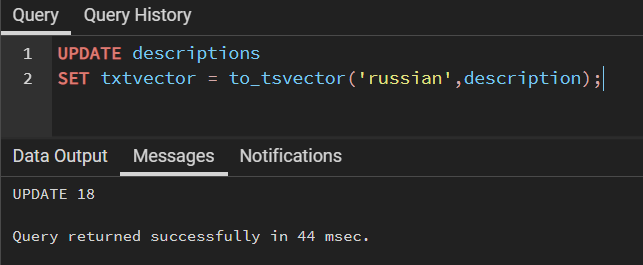 Query Query History
1 UPDATE descriptions
2 SET txtvector = to_tsvector('russian',description);
Data Output Messages Notifications
UPDATE 18
Query returned successfully in 44 msec.